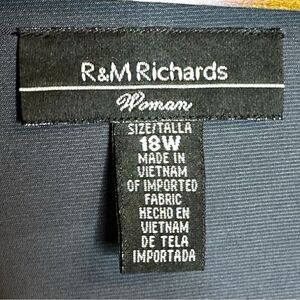 R&M Richards
Woman
SIZE/TALLA
18W
MADE IN
VIETNAM
OF IMPORTED
FABRIC
HECHO EN
VIETNAM
DE TELA
IMPORTADA